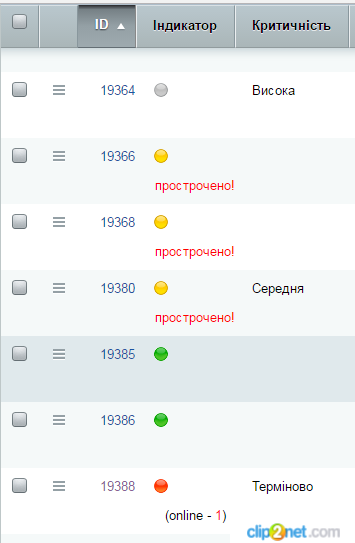 ID Індикатор Критичність
19364 Висока
19366
прострочено!
19368
прострочено!
19380 Середня
прострочено!
19385
19386
19388 Терміново
(online - 1)
clip2net.com